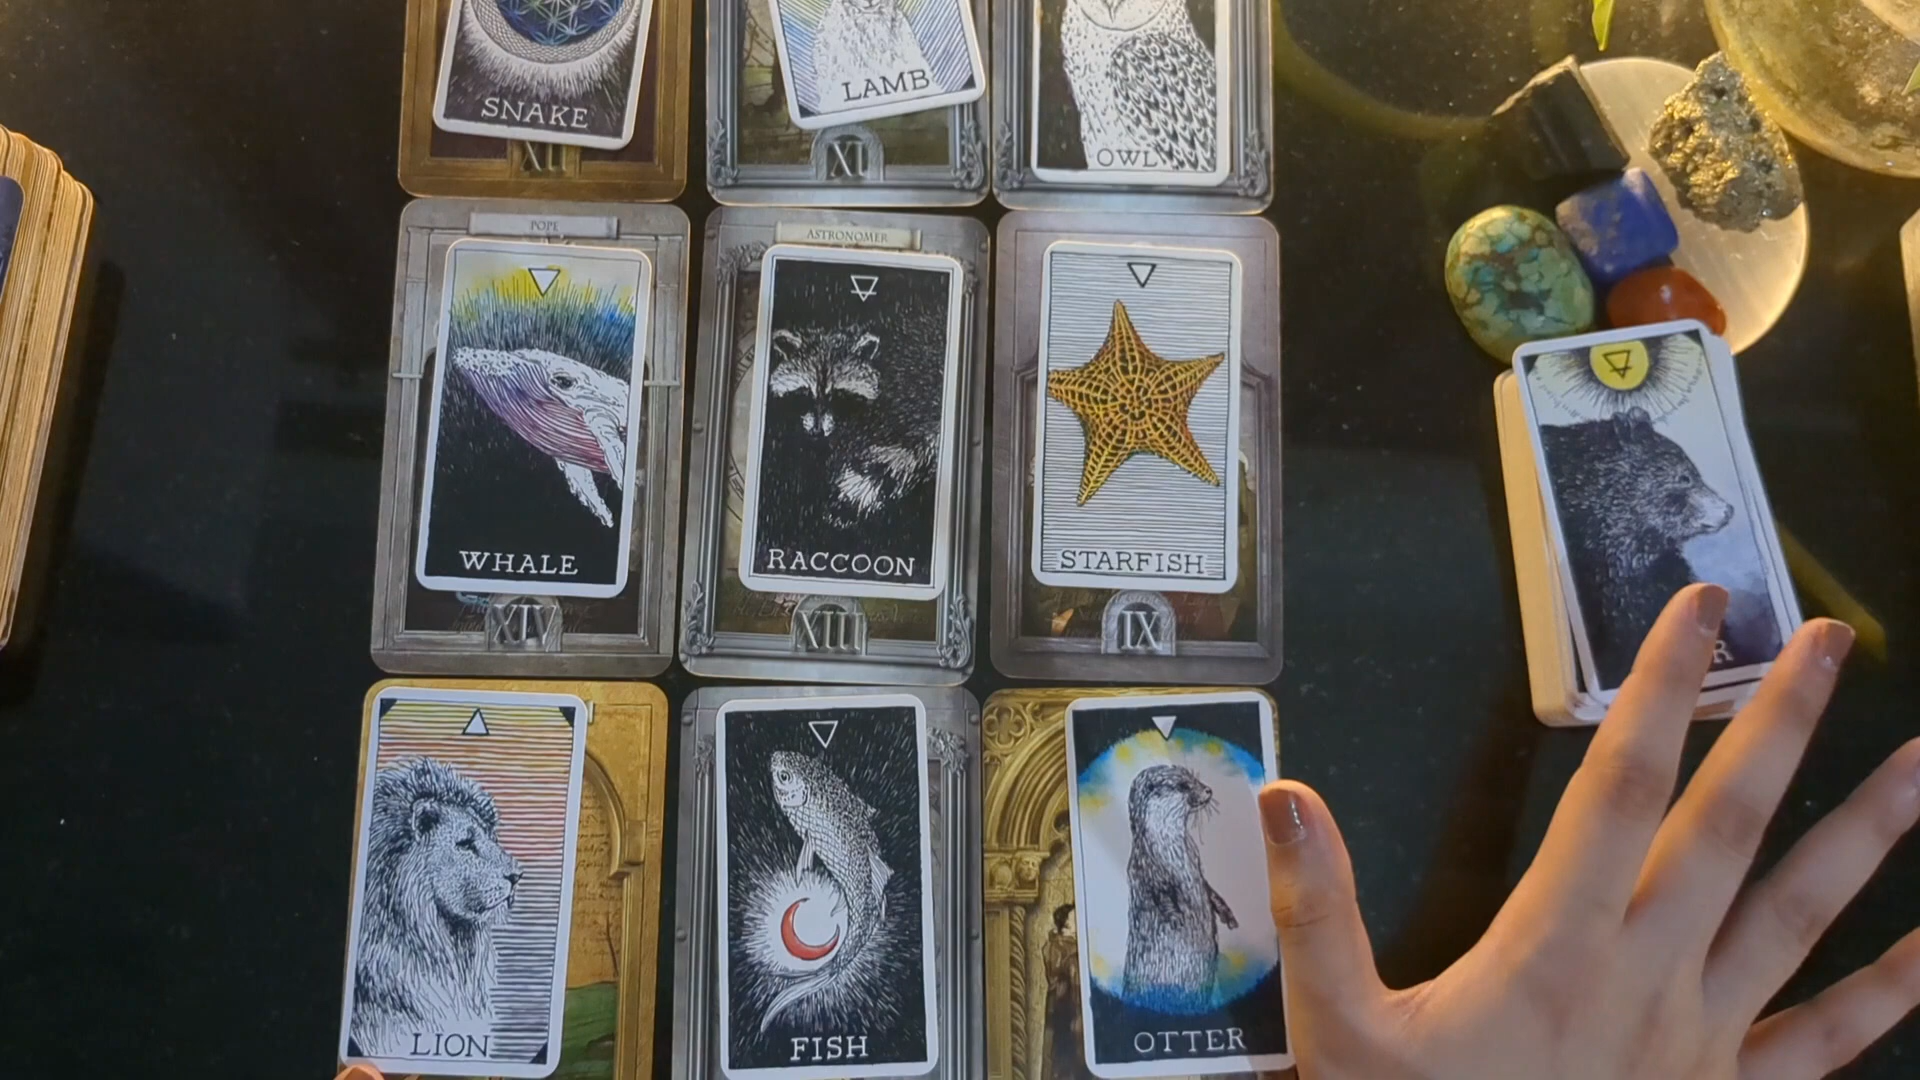 SNAKE
XII
LAMB
XI
OWL
POPE
WHALE
XIV
ASTRONOMER
RACCOON
XIII
STARFISH
IX
R
LION
FISH
OTTER